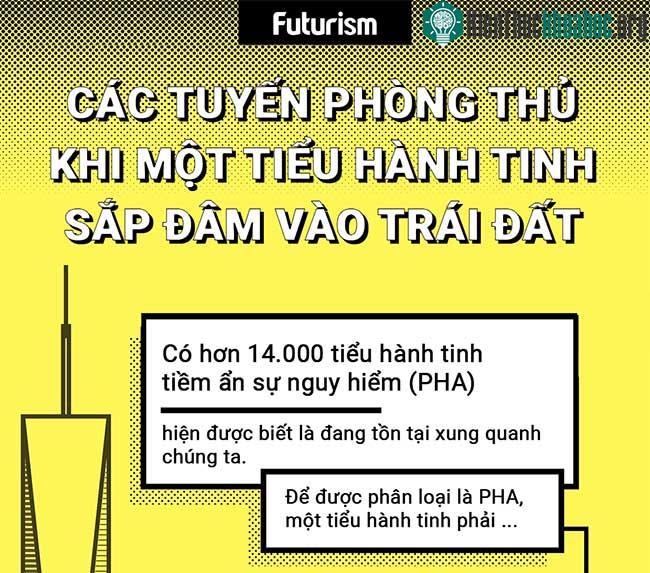 Futurism
kienthuckhoahoc.org
CÁC TUYẾN PHÒNG THỦ
KHI MỘT TIỂU HÀNH TINH
SẮP ĐÂM VÀO TRÁI ĐẤT
Có hơn 14.000 tiểu hành tinh
tiềm ẩn sự nguy hiểm (PHA)
hiện được biết là đang tồn tại xung quanh
chúng ta.
Để được phân loại là PHA,
một tiểu hành tinh phải ...